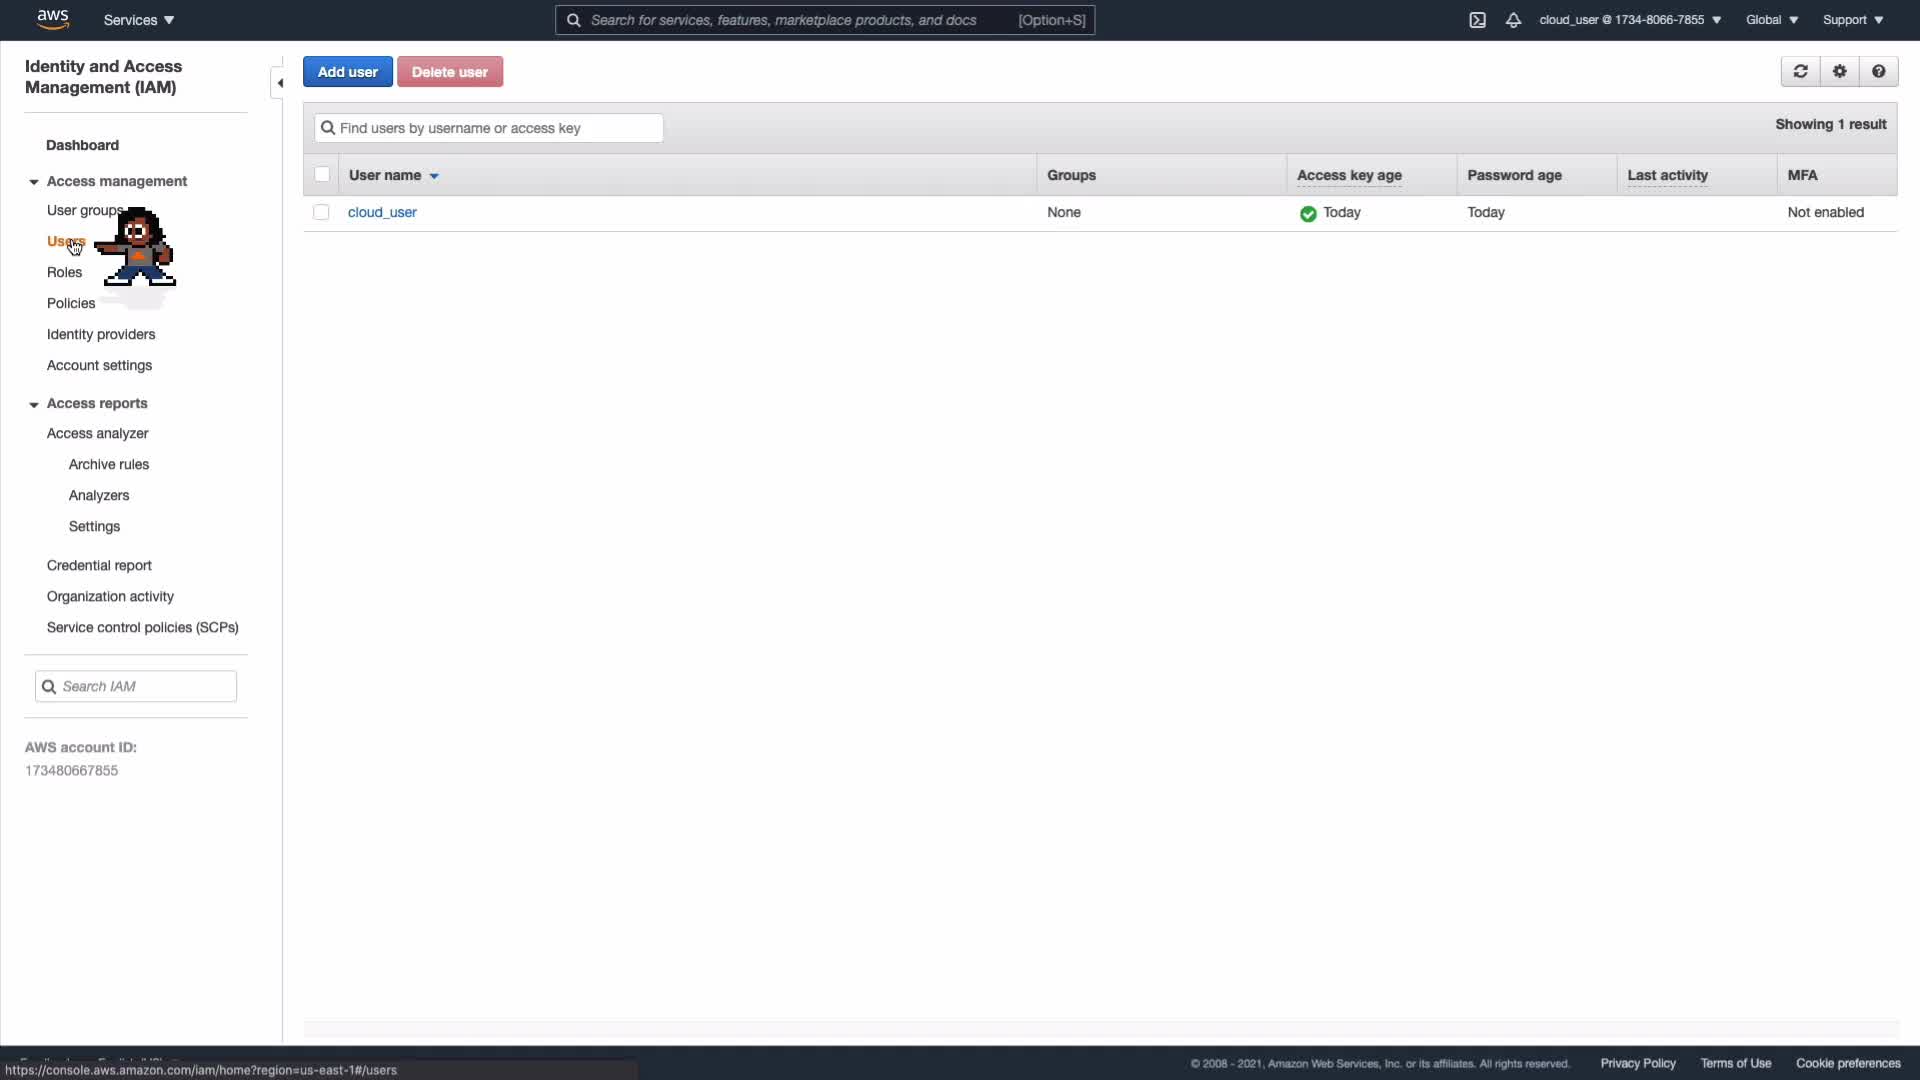 aws
Services
Search for services, features, marketplace products, and docs
[Option+S]
cloud_user @ 1734-8066-7855
Global
Support
Identity and Access
Management (IAM)
Dashboard
Access management
User groups
Users
Roles
Policies
Identity providers
Account settings
Access reports
Access analyzer
Archive rules
Analyzers
Settings
Credential report
Organization activity
Service control policies (SCPs)
Search IAM
AWS account ID:
173480667855
Add user
Delete user
Find users by username or access key
Showing 1 result
User name
Groups
Access key age
Password age
Last activity
MFA
cloud_user
None
Today
Today
Not enabled
https://console.aws.amazon.com/iam/home?region=us-east-1#/users
© 2008 - 2021, Amazon Web Services, Inc. or its affiliates. All rights reserved.
Privacy Policy
Terms of Use
Cookie preferences